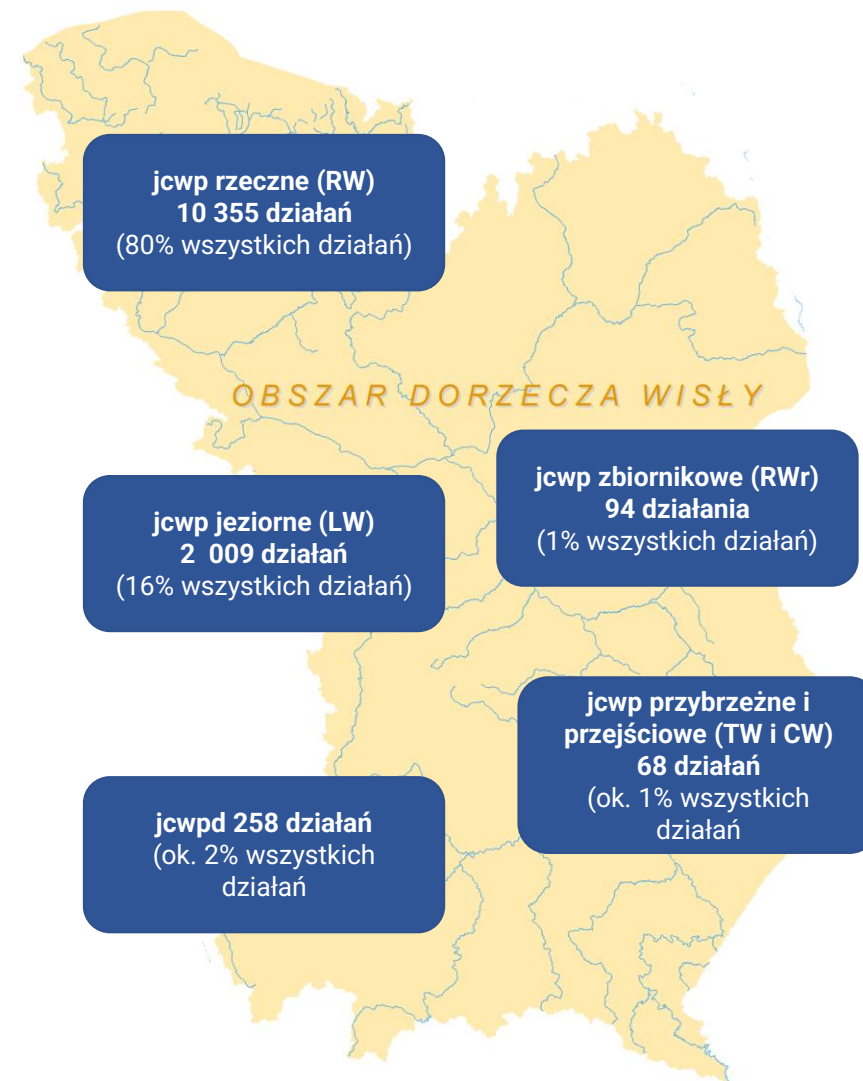 jcwp rzeczne (RW)
10 355 działań
(80% wszystkich działań)
OBSZAR DORZECZA WISŁY
jcwp zbiornikowe (RWr)
94 działania
(1% wszystkich działań)
jcwp jeziorne (LW)
2 009 działań
(16% wszystkich działań)
jcwp przybrzeżne i
przejściowe (TW i CW)
68 działań
(ok. 1% wszystkich
działań
jcwpd 258 działań
(ok. 2% wszystkich
działań